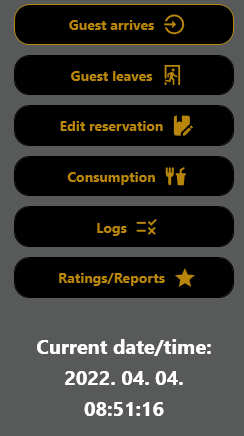 Guest arrives
Guest leaves
Edit reservation
Consumption
Logs
Ratings/Reports
Current date/time:
2022. 04. 04.
08:51:16